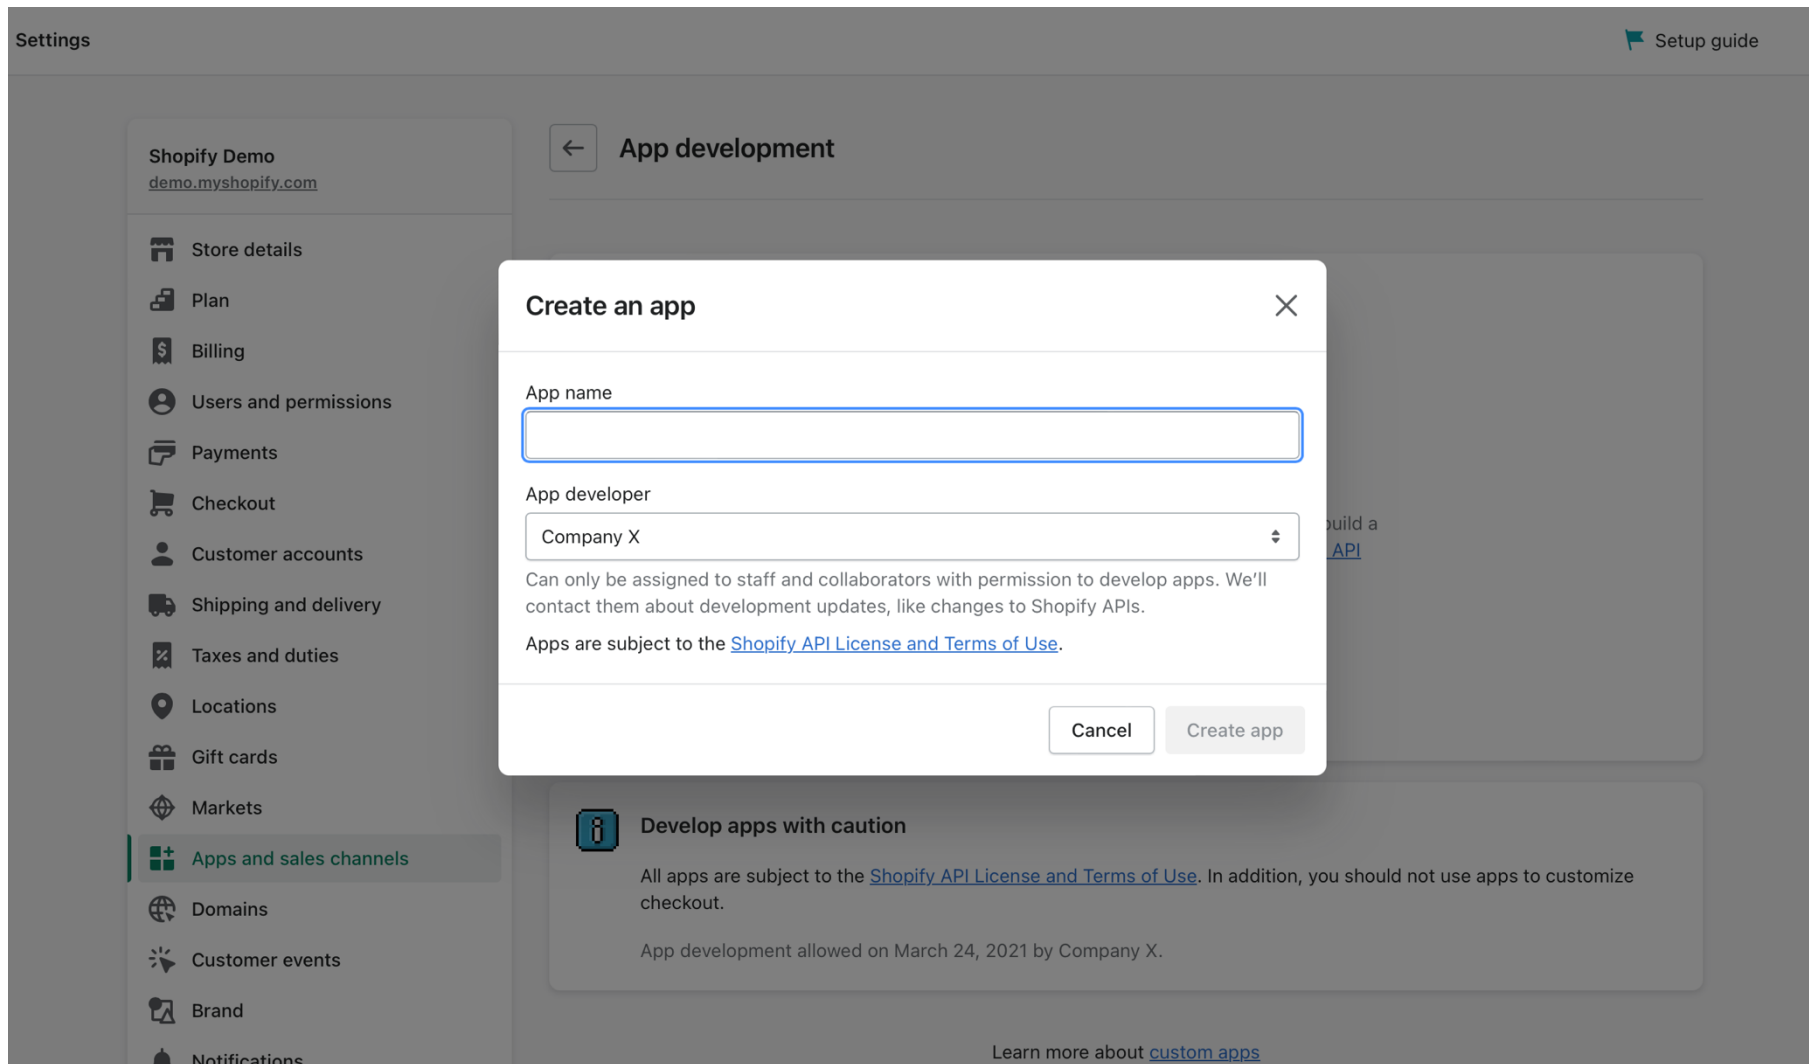 Settings
Setup guide
Shopify Demo
demo.myshopify.com
Store details
Plan
Billing
Users and permissions
Payments
Checkout
Customer accounts
Shipping and delivery
Taxes and duties
Locations
Gift cards
Markets
Apps and sales channels
Domains
Customer events
Brand
Notifications
App development
Create an app
App name
App developer
Company X
Can only be assigned to staff and collaborators with permission to develop apps. We’ll
contact them about development updates, like changes to Shopify APIs.
Apps are subject to the Shopify API License and Terms of Use.
Cancel
Create app
build a
API
Develop apps with caution
All apps are subject to the Shopify API License and Terms of Use. In addition, you should not use apps to customize
checkout.
App development allowed on March 24, 2021 by Company X.
Learn more about custom apps